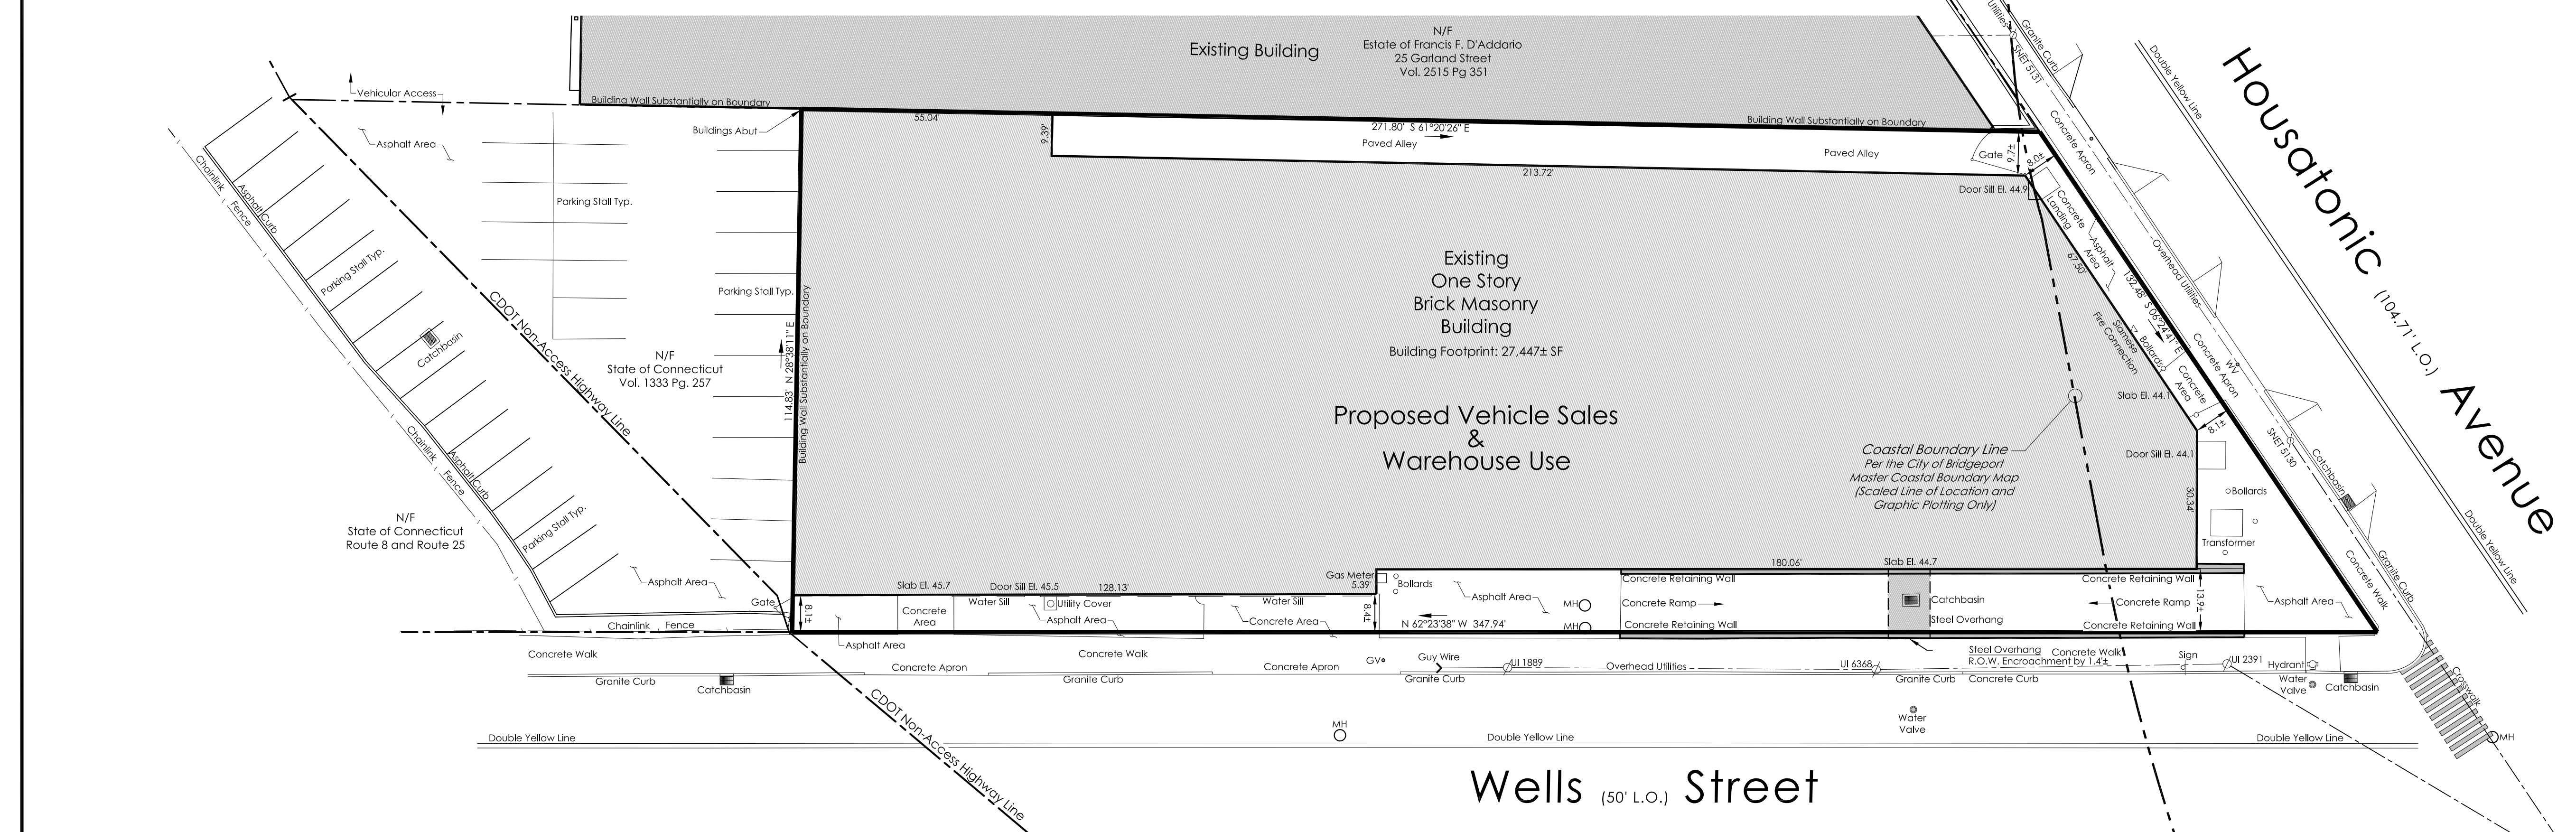 N/F
Estate of Francis F. D'Addario
25 Garland Street
Vol. 2515 Pg 351
Existing Building
Building Wall Substantially on Boundary
Building Wall Substantially on Boundary
Vehicular Access
Buildings Abut
Asphalt Area
55.04'
9.39'
271.80' S 61°20'26" E
Paved Alley
Paved Alley
213.72'
Gate
9.7±
8.0±
Door Sill El. 44.9
Utilities
SNET 5131
Granite Curb
Concrete Apron
Double Yellow Line
Housatonic (104.71' L.O.) Avenue
Chainlink Fence
Asphalt Curb
Parking Stall Typ.
Parking Stall Typ.
Parking Stall Typ.
Catchbasin
CDOT Non-Access Highway Line
N/F
State of Connecticut
Vol. 1333 Pg. 257
114.83' N 28°38'11" E
Building Wall Substantially on Boundary
Existing
One Story
Brick Masonry
Building
Building Footprint: 27,447± SF
Proposed Vehicle Sales
&
Warehouse Use
Coastal Boundary Line
Per the City of Bridgeport
Master Coastal Boundary Map
(Scaled Line of Location and
Graphic Plotting Only)
Concrete
Landing
Asphalt
Area
67.50'
132.48' S 06°24'41" E
Overhead Utilities
Siamese
Fire Connection
Bollards
Concrete
Area
Concrete Apron
WV
Slab El. 44.1
8.1±
Door Sill El. 44.1
SNET 5130
Catchbasin
30.34'
Bollards
Transformer
Double Yellow Line
Granite Curb
Concrete Walk
Chainlink Fence
Asphalt Curb
Parking Stall Typ.
N/F
State of Connecticut
Route 8 and Route 25
Asphalt Area
Gate
Chainlink Fence
8.1±
Slab El. 45.7
Door Sill El. 45.5
128.13'
Gas Meter
5.39'
Bollards
180.06'
Slab El. 44.7
Concrete
Area
Water Sill
Utility Cover
Asphalt Area
Water Sill
Concrete Area
8.4±
Asphalt Area
MH
MH
N 62°23'38" W 347.94'
Concrete Retaining Wall
Concrete Ramp
Concrete Retaining Wall
Catchbasin
Steel Overhang
Concrete Retaining Wall
Concrete Ramp
Concrete Retaining Wall
13.9±
Asphalt Area
Asphalt Area
Concrete Walk
Concrete Apron
Concrete Walk
Concrete Apron
GV
Guy Wire
UI 1889
Overhead Utilities
UI 6368
Steel Overhang
R.O.W. Encroachment by 1.4'±
Concrete Walk
Sign
UI 2391
Hydrant
Granite Curb
Catchbasin
Granite Curb
Granite Curb
Granite Curb
Concrete Curb
Water
Valve
Catchbasin
Crosswalk
MH
CDOT Non-Access Highway Line
MH
Water
Valve
Double Yellow Line
Double Yellow Line
Double Yellow Line
Wells (50' L.O.) Street